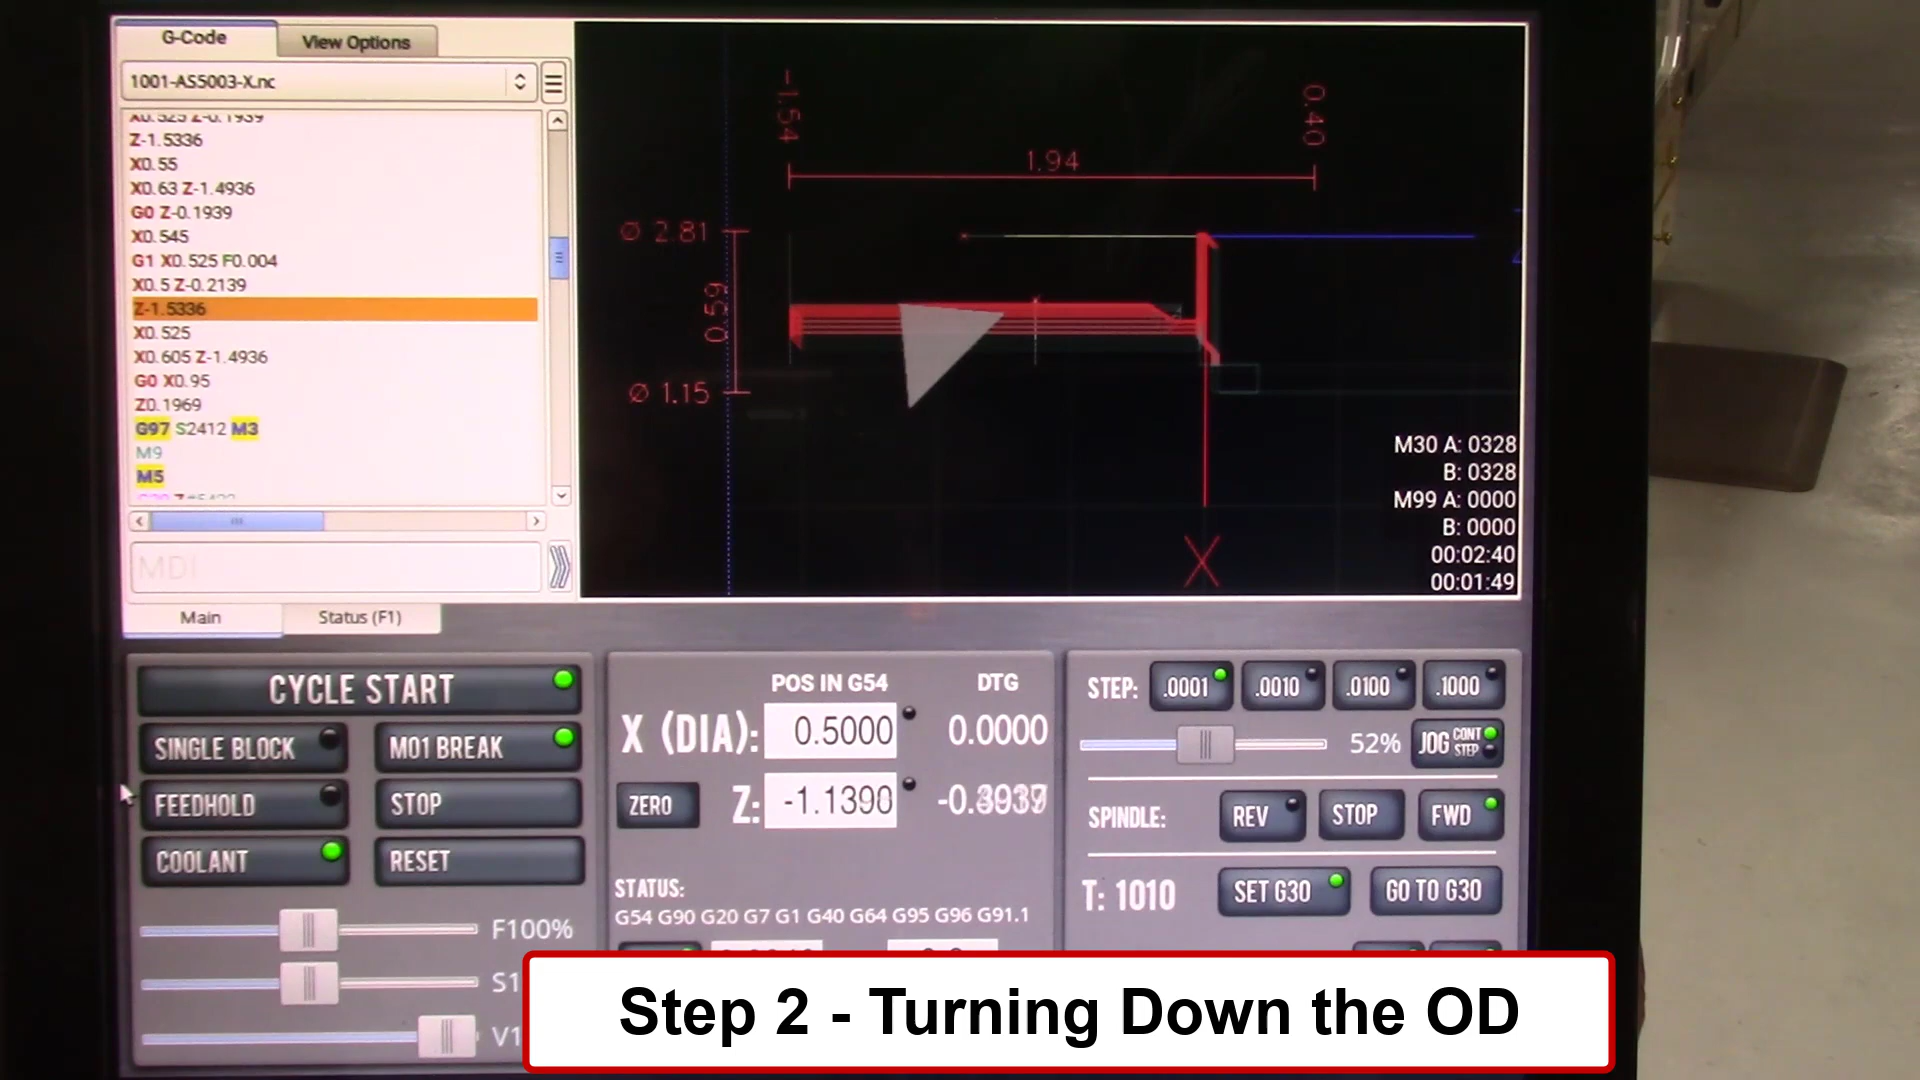 G-Code
View Options
1001-AS5003-X.nc
X0.525 Z-0.1939
Z-1.5336
X0.55
X0.63 Z-1.4936
G0 Z-0.1939
X0.545
G1 X0.525 F0.004
X0.5 Z-0.2139
Z-1.5336
X0.525
X0.605 Z-1.4936
G0 X0.95
Z0.1969
G97 S2412 M3
M9
M5
MDI
-1.54
0.40
1.94
Ø 2.81
0.59
Ø 1.15
X
M30 A: 0328
B: 0328
M99 A: 0000
B: 0000
00:02:40
00:01:49
Main
Status (F1)
CYCLE START
SINGLE BLOCK
M01 BREAK
FEEDHOLD
STOP
COOLANT
RESET
F100%
S1
V1
POS IN G54
DTG
X (DIA):
0.5000
0.0000
ZERO
Z:
STATUS:
G54 G90 G20 G7 G1 G40 G64 G95 G96 G91.1
STEP:
.0001
.0010
.0100
.1000
52%
JOG CONT STEP
SPINDLE:
REV
STOP
FWD
T: 1010
SET G30
GO TO G30
Step 2 - Turning Down the OD